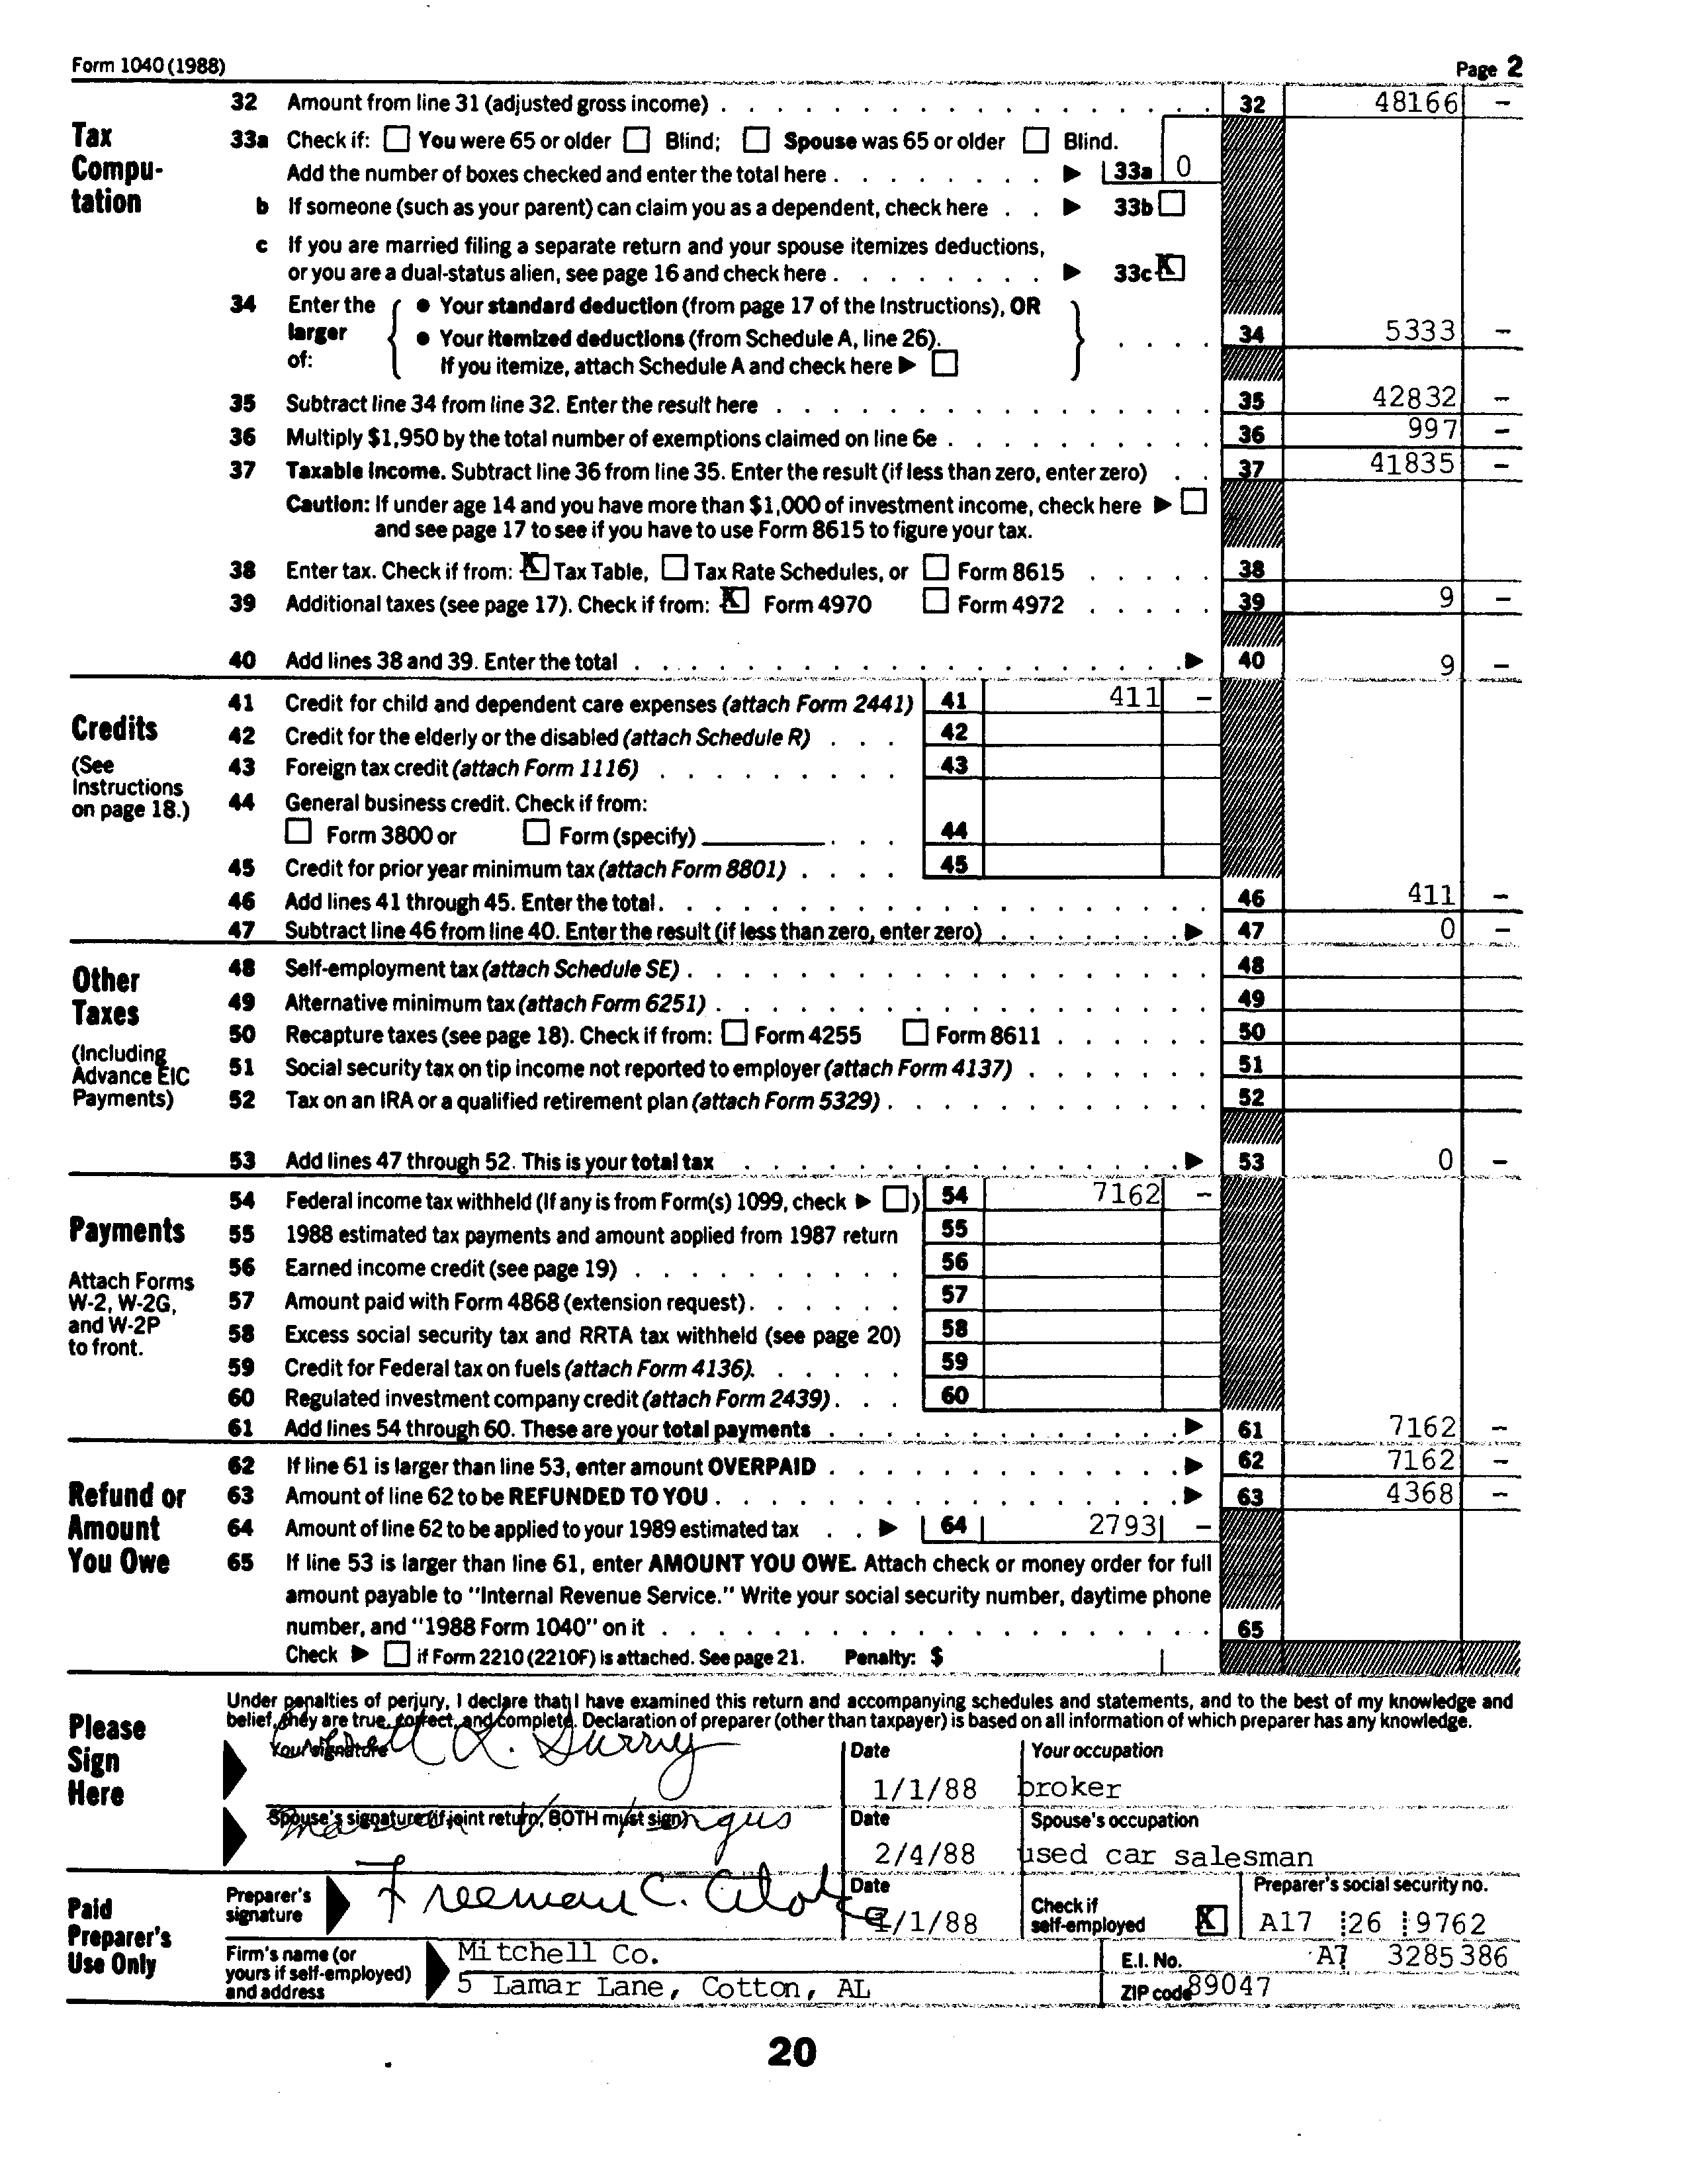 Form 1040 (1988) Page 2
Tax Compu-tation
32 Amount from line 31 (adjusted gross income) 32 48166 –
33a Check if: ☐ You were 65 or older ☐ Blind; ☐ Spouse was 65 or older ☐ Blind.
Add the number of boxes checked and enter the total here ▶ 33a 0
b If someone (such as your parent) can claim you as a dependent, check here ▶ 33b ☐
c If you are married filing a separate return and your spouse itemizes deductions,
or you are a dual-status alien, see page 16 and check here ▶ 33c ☒
34 Enter the larger of: { ● Your standard deduction (from page 17 of the Instructions), OR
● Your itemized deductions (from Schedule A, line 26). } 34 5333 –
If you itemize, attach Schedule A and check here ▶ ☐
35 Subtract line 34 from line 32. Enter the result here 35 42832 –
36 Multiply $1,950 by the total number of exemptions claimed on line 6e 36 997 –
37 Taxable income. Subtract line 36 from line 35. Enter the result (if less than zero, enter zero) 37 41835 –
Caution: If under age 14 and you have more than $1,000 of investment income, check here ▶ ☐
and see page 17 to see if you have to use Form 8615 to figure your tax.
38 Enter tax. Check if from: ☒ Tax Table, ☐ Tax Rate Schedules, or ☐ Form 8615 38
39 Additional taxes (see page 17). Check if from: ☒ Form 4970 ☐ Form 4972 39 9 –
40 Add lines 38 and 39. Enter the total ▶ 40 9 –
Credits
(See Instructions on page 18.)
41 Credit for child and dependent care expenses (attach Form 2441) 41 411 –
42 Credit for the elderly or the disabled (attach Schedule R) 42
43 Foreign tax credit (attach Form 1116) 43
44 General business credit. Check if from:
☐ Form 3800 or ☐ Form (specify) 44
45 Credit for prior year minimum tax (attach Form 8801) 45
46 Add lines 41 through 45. Enter the total. 46 411 –
47 Subtract line 46 from line 40. Enter the result (if less than zero, enter zero) ▶ 47 0 –
Other Taxes
(Including Advance EIC Payments)
48 Self-employment tax (attach Schedule SE) 48
49 Alternative minimum tax (attach Form 6251) 49
50 Recapture taxes (see page 18). Check if from: ☐ Form 4255 ☐ Form 8611 50
51 Social security tax on tip income not reported to employer (attach Form 4137) 51
52 Tax on an IRA or a qualified retirement plan (attach Form 5329) 52
53 Add lines 47 through 52. This is your total tax ▶ 53 0 –
Payments
Attach Forms W-2, W-2G, and W-2P to front.
54 Federal income tax withheld (If any is from Form(s) 1099, check ▶ ☐ ) 54 7162 –
55 1988 estimated tax payments and amount applied from 1987 return 55
56 Earned income credit (see page 19) 56
57 Amount paid with Form 4868 (extension request) 57
58 Excess social security tax and RRTA tax withheld (see page 20) 58
59 Credit for Federal tax on fuels (attach Form 4136). 59
60 Regulated investment company credit (attach Form 2439) 60
61 Add lines 54 through 60. These are your total payments ▶ 61 7162 –
Refund or Amount You Owe
62 If line 61 is larger than line 53, enter amount OVERPAID ▶ 62 7162 –
63 Amount of line 62 to be REFUNDED TO YOU ▶ 63 4368 –
64 Amount of line 62 to be applied to your 1989 estimated tax ▶ 64 2793 –
65 If line 53 is larger than line 61, enter AMOUNT YOU OWE. Attach check or money order for full
amount payable to "Internal Revenue Service." Write your social security number, daytime phone
number, and "1988 Form 1040" on it 65
Check ▶ ☐ if Form 2210 (2210F) is attached. See page 21. Penalty: $
Please Sign Here
Under penalties of perjury, I declare that I have examined this return and accompanying schedules and statements, and to the best of my knowledge and
belief, they are true, correct, and complete. Declaration of preparer (other than taxpayer) is based on all information of which preparer has any knowledge.
Your signature Date Your occupation
1/1/88 broker
Spouse's signature (if joint return, BOTH must sign) Date Spouse's occupation
2/4/88 used car salesman
Paid Preparer's Use Only
Preparer's signature Freeman C. Date /1/88 Check if self-employed ☒ Preparer's social security no. A17 26 9762
Firm's name (or yours if self-employed) and address Mitchell Co. E.I. No. A7 3285386
5 Lamar Lane, Cotton, AL ZIP code 89047
20